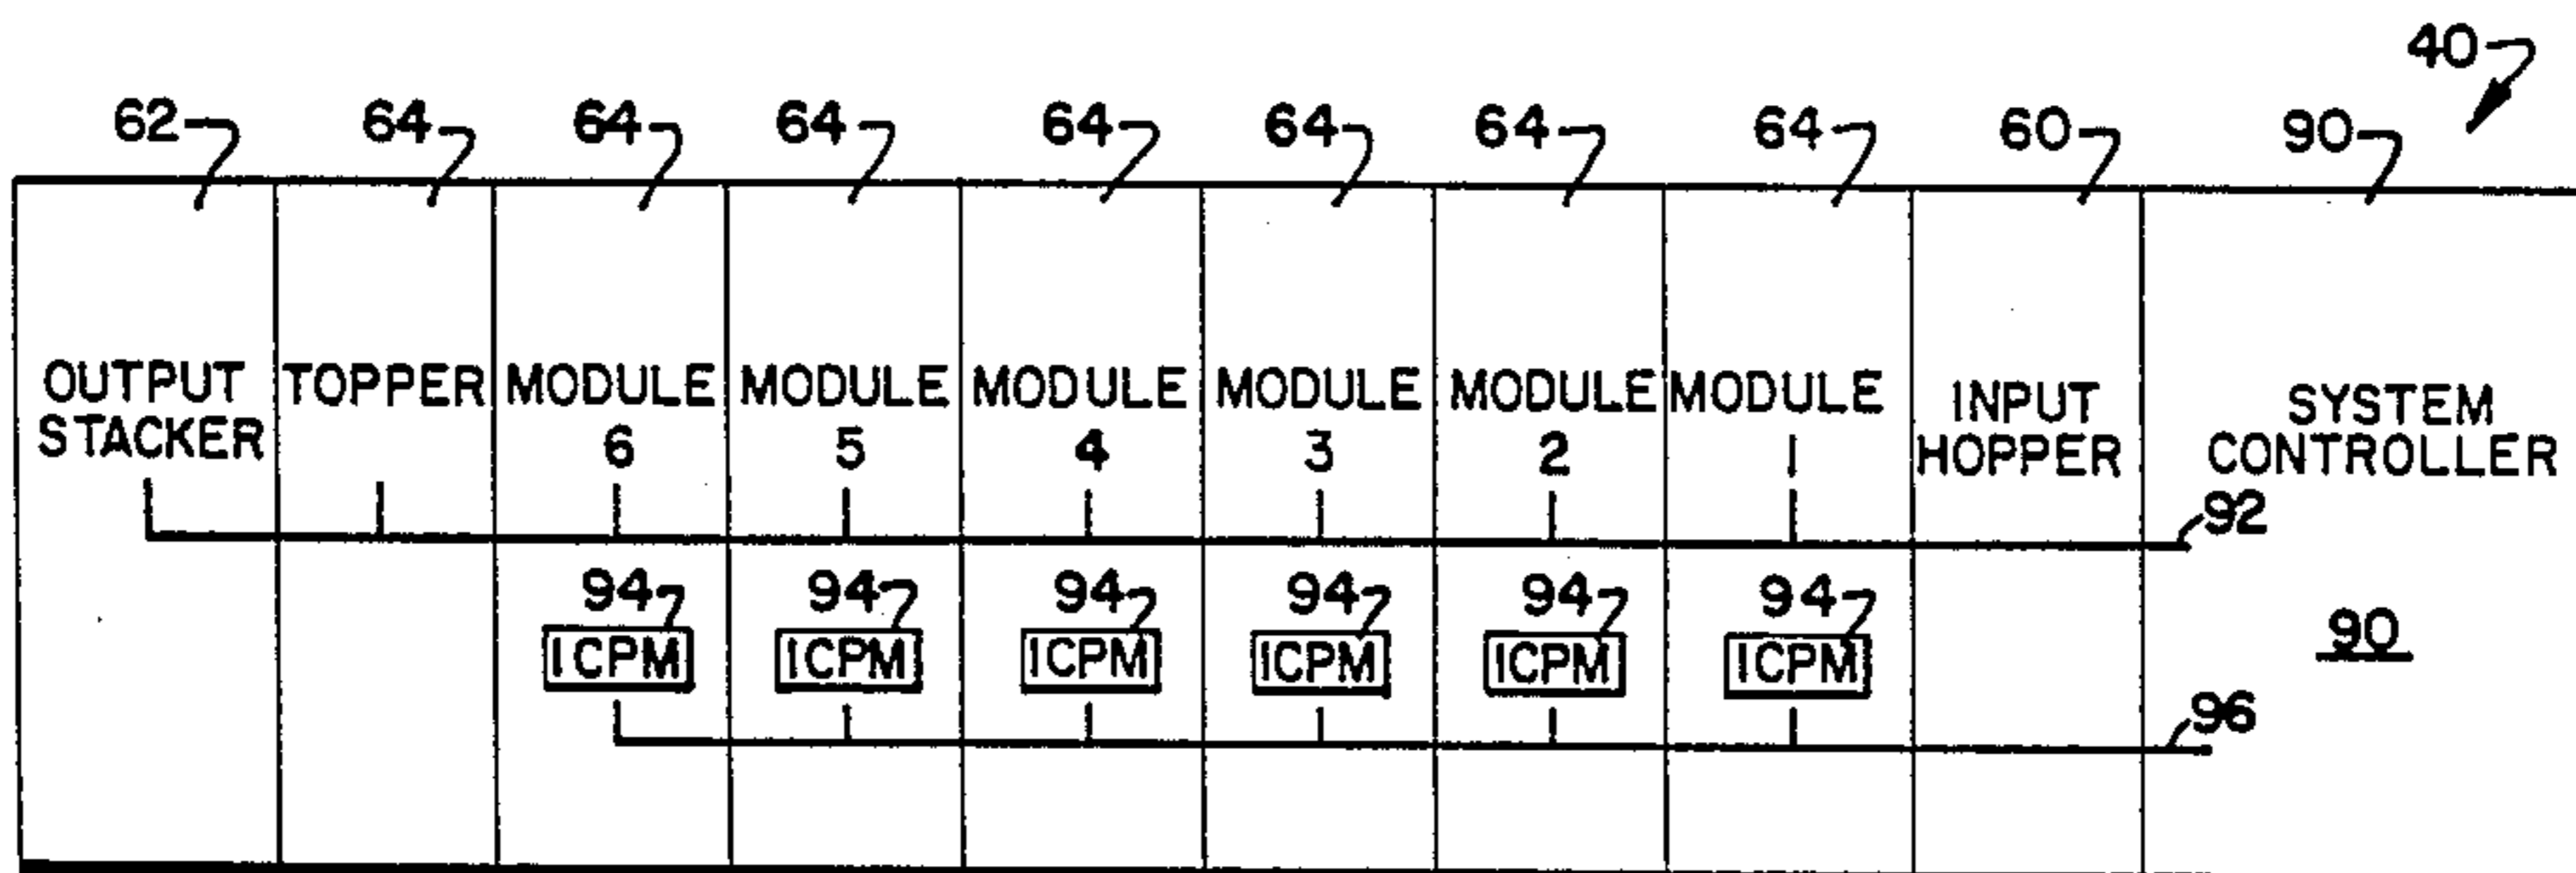 40
62 64 64 64 64 64 64 64 60 90
OUTPUT STACKER
TOPPER
MODULE 6
MODULE 5
MODULE 4
MODULE 3
MODULE 2
MODULE 1
INPUT HOPPER
SYSTEM CONTROLLER
92
94 94 94 94 94 94
ICPM ICPM ICPM ICPM ICPM ICPM
90
96